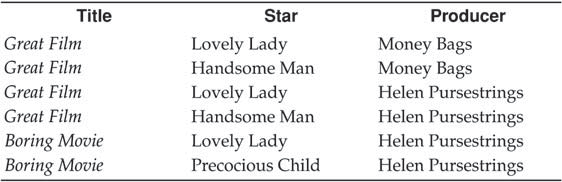 Title Star Producer
Great Film Lovely Lady Money Bags
Great Film Handsome Man Money Bags
Great Film Lovely Lady Helen Pursestrings
Great Film Handsome Man Helen Pursestrings
Boring Movie Lovely Lady Helen Pursestrings
Boring Movie Precocious Child Helen Pursestrings